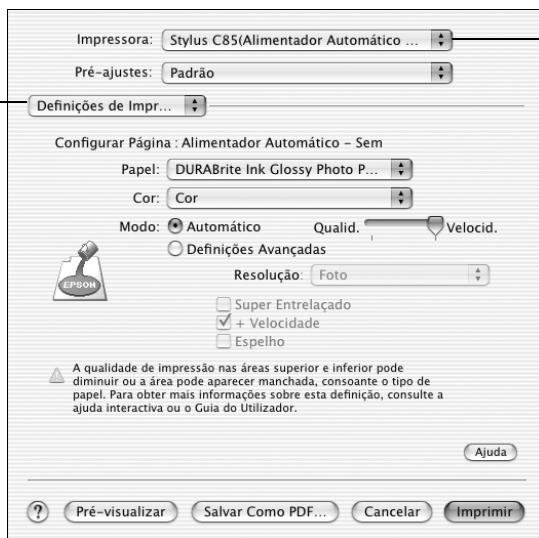 Impressora: Stylus C85(Alimentador Automático ...
Pré-ajustes: Padrão
Definições de Impr...
Configurar Página : Alimentador Automático – Sem
Papel: DURABrite Ink Glossy Photo P...
Cor: Cor
Modo: Automático Qualid. Velocid.
Definições Avançadas
Resolução: Foto
EPSON
Super Entrelaçado
+ Velocidade
Espelho
A qualidade de impressão nas áreas superior e inferior pode
diminuir ou a área pode aparecer manchada, consoante o tipo de
papel. Para obter mais informações sobre esta definição, consulte a
ajuda interactiva ou o Guia do Utilizador.
Ajuda
? Pré-visualizar Salvar Como PDF... Cancelar Imprimir